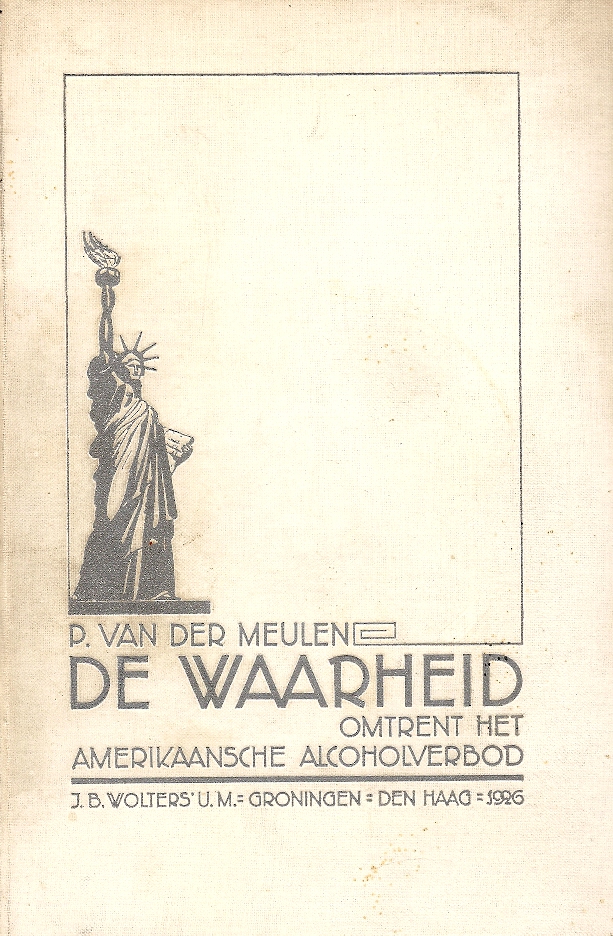 P. VAN DER MEULEN
DE WAARHEID
OMTRENT HET
AMERIKAANSCHE ALCOHOLVERBOD
J. B. WOLTERS' U. M. = GRONINGEN = DEN HAAG = 1926